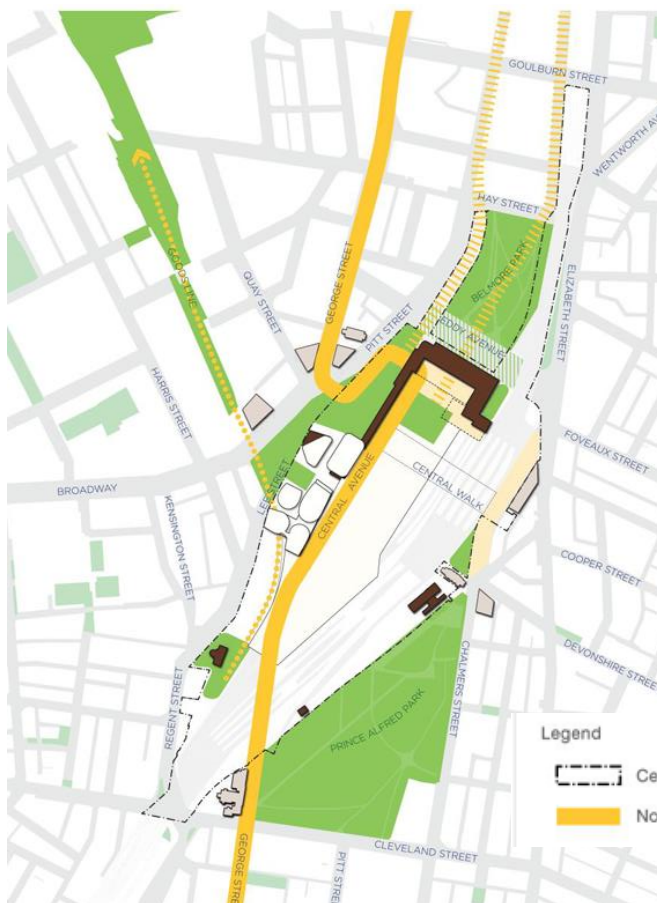 GOULBURN STREET
WENTWORTH AV
HAY STREET
BELMORE PARK
ELIZABETH STREET
GOODS LINE
GEORGE STREET
QUAY STREET
PITT STREET
EDDY AVENUE
HARRIS STREET
FOVEAUX STREET
BROADWAY
LEE STREET
CENTRAL AVENUE
CENTRAL WALK
KENSINGTON STREET
COOPER STREET
DEVONSHIRE STREET
CHALMERS STREET
REGENT STREET
PRINCE ALFRED PARK
Legend
Ce
No
CLEVELAND STREET
GEORGE STRE
PITT STR